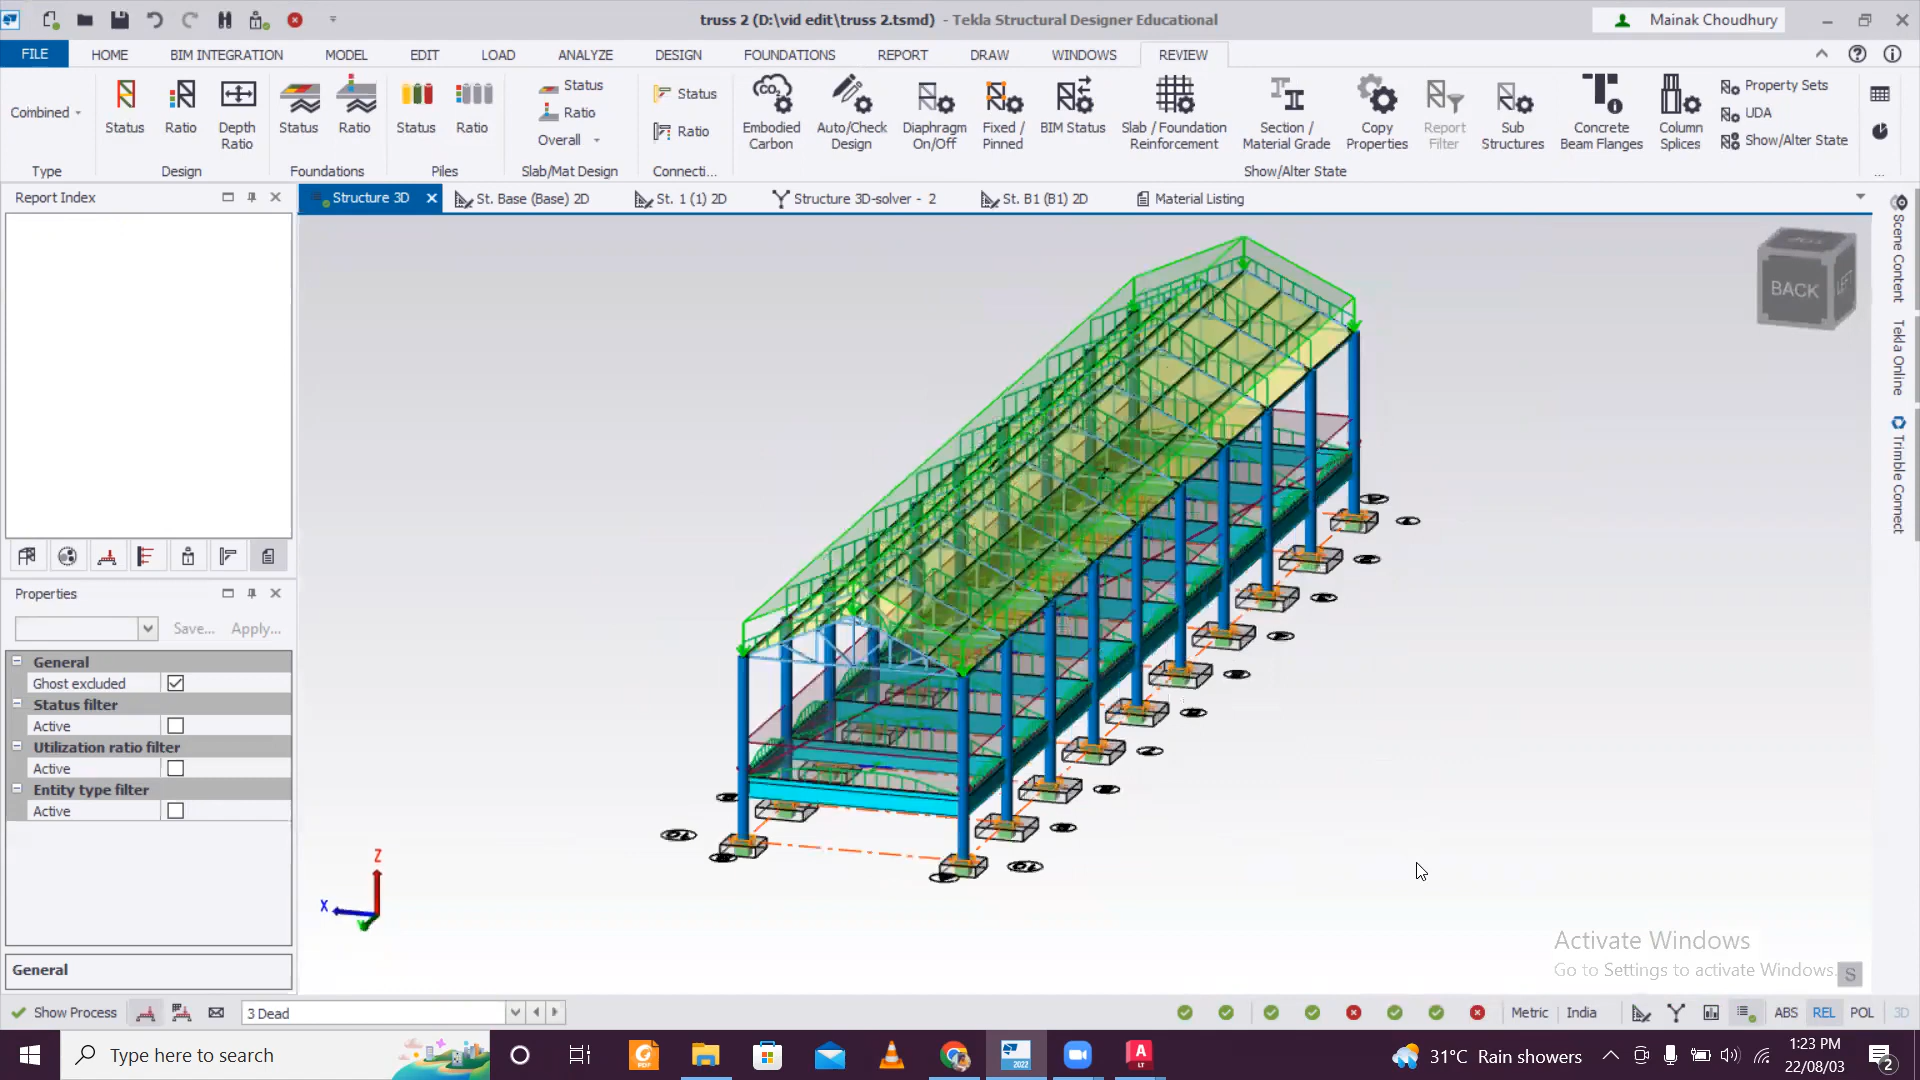 truss 2 (D:\vid edit\truss 2.tsmd) - Tekla Structural Designer Educational
Mainak Choudhury
FILE HOME BIM INTEGRATION MODEL EDIT LOAD ANALYZE DESIGN FOUNDATIONS REPORT DRAW WINDOWS REVIEW
Combined
Type
Status Ratio Depth Ratio
Design
Status Ratio
Foundations
Status Ratio
Piles
Status
Ratio
Overall
Slab/Mat Design
Status
Ratio
Connecti...
Embodied Carbon
Auto/Check Design
Diaphragm On/Off
Fixed / Pinned
BIM Status
Slab / Foundation Reinforcement
Section / Material Grade
Copy Properties
Report Filter
Sub Structures
Concrete Beam Flanges
Column Splices
Property Sets
UDA
Show/Alter State
Show/Alter State
...
Report Index
Structure 3D St. Base (Base) 2D St. 1 (1) 2D Structure 3D-solver - 2 St. B1 (B1) 2D Material Listing
BACK
LEFT
Scene Content
Tekla Online
Trimble Connect
Properties
Save... Apply...
General
Ghost excluded
Status filter
Active
Utilization ratio filter
Active
Entity type filter
Active
General
Z
X
Activate Windows
Go to Settings to activate Windows.
S
Show Process 3 Dead Metric India ABS REL POL 3D
Type here to search
PDF
2022
A
LT
31°C Rain showers
1:23 PM
22/08/03
2